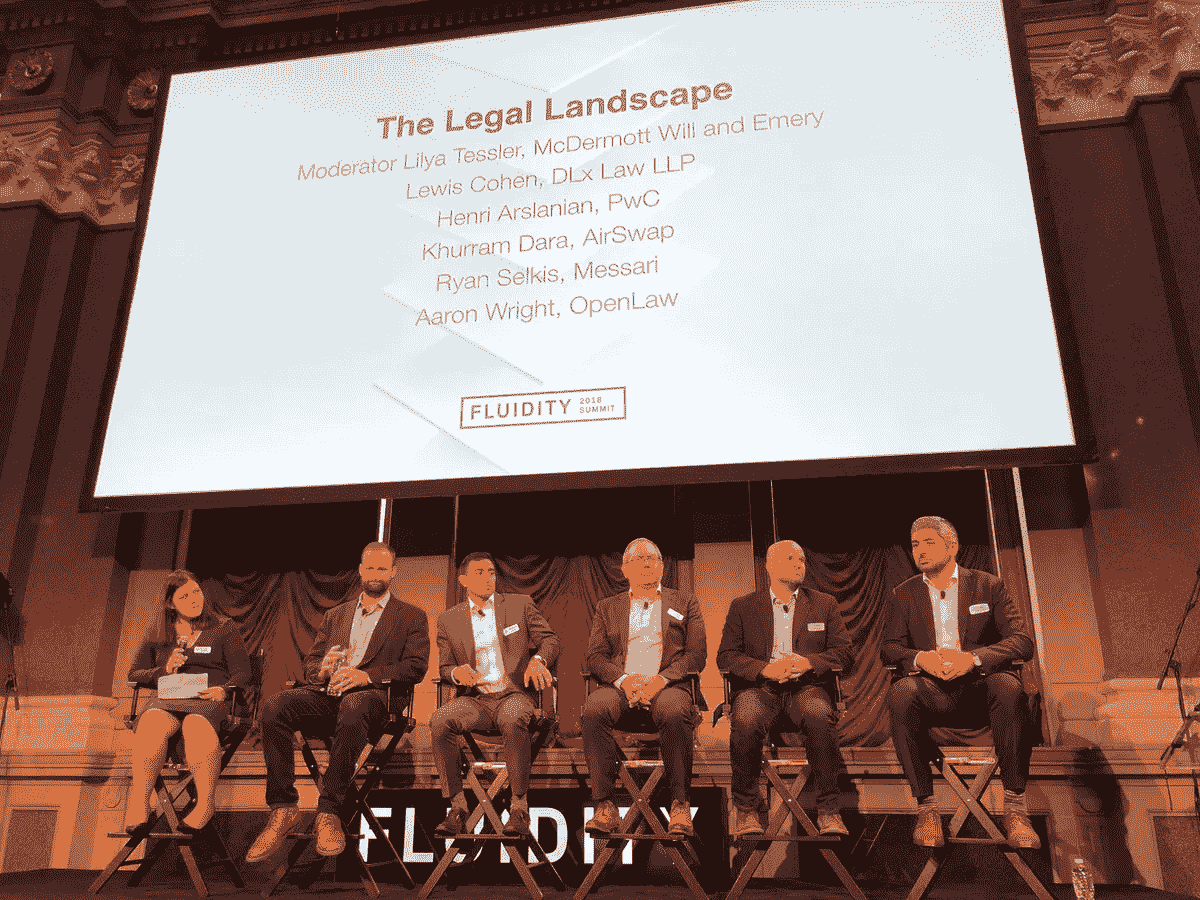 The Legal Landscape
Moderator Lilya Tessler, McDermott Will and Emery
Lewis Cohen, DLx Law LLP
Henri Arslanian, PwC
Khurram Dara, AirSwap
Ryan Selkis, Messari
Aaron Wright, OpenLaw
FLUIDITY 2018
SUMMIT
FLUIDITY